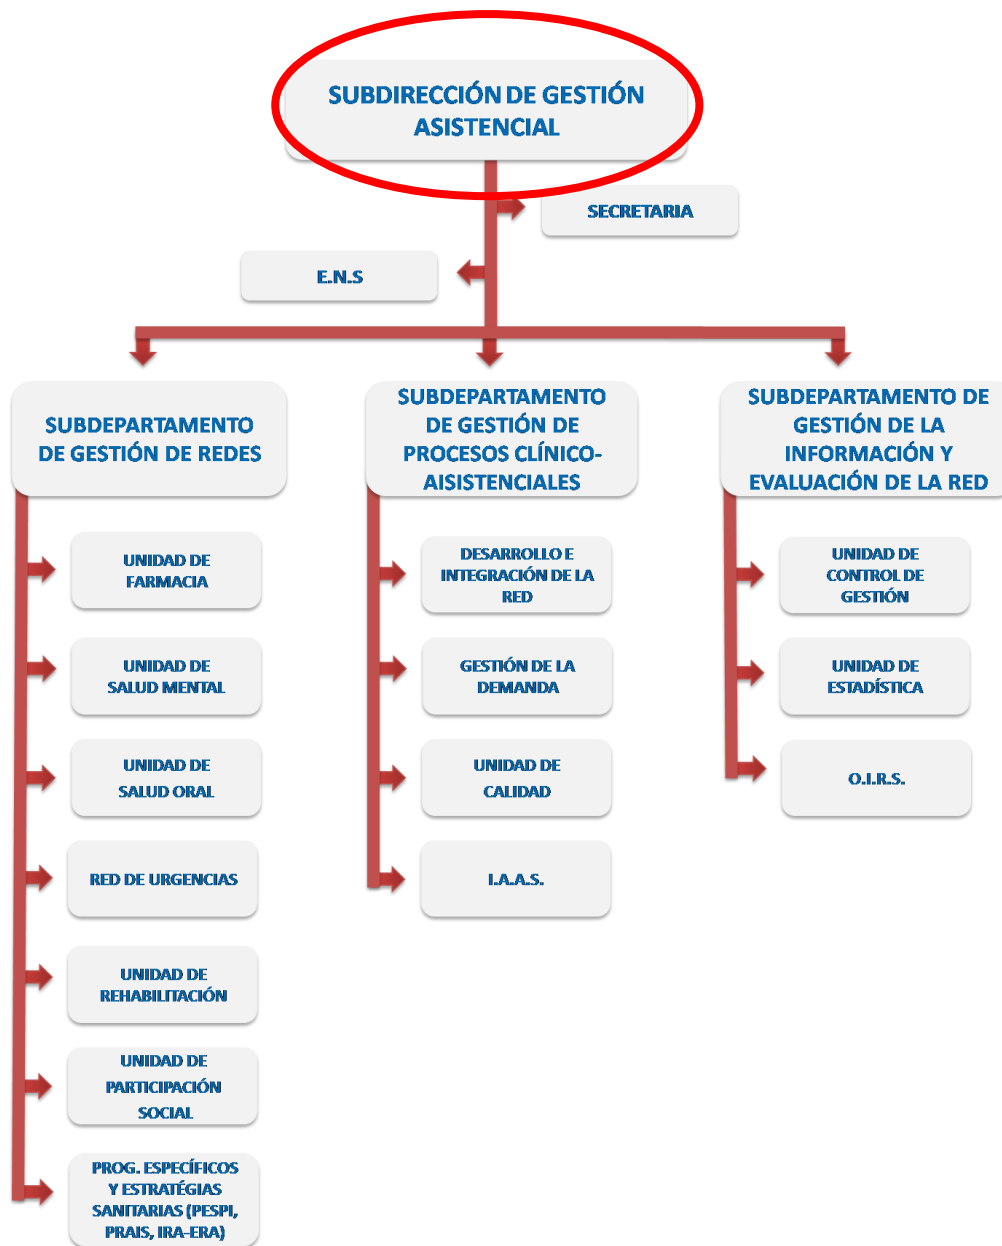 SUBDIRECCIÓN DE GESTIÓN
ASISTENCIAL
SECRETARIA
E.N.S
SUBDEPARTAMENTO
DE GESTIÓN DE REDES
UNIDAD DE
FARMACIA
UNIDAD DE
SALUD MENTAL
UNIDAD DE
SALUD ORAL
RED DE URGENCIAS
UNIDAD DE
REHABILITACIÓN
UNIDAD DE
PARTICIPACIÓN
SOCIAL
PROG. ESPECÍFICOS
Y ESTRATÉGIAS
SANITARIAS (PESPI,
PRAIS, IRA-ERA)
SUBDEPARTAMENTO
DE GESTIÓN DE
PROCESOS CLÍNICO-
AISISTENCIALES
DESARROLLO E
INTEGRACIÓN DE LA
RED
GESTIÓN DE LA
DEMANDA
UNIDAD DE
CALIDAD
I.A.A.S.
SUBDEPARTAMENTO DE
GESTIÓN DE LA
INFORMACIÓN Y
EVALUACIÓN DE LA RED
UNIDAD DE
CONTROL DE
GESTIÓN
UNIDAD DE
ESTADÍSTICA
O.I.R.S.